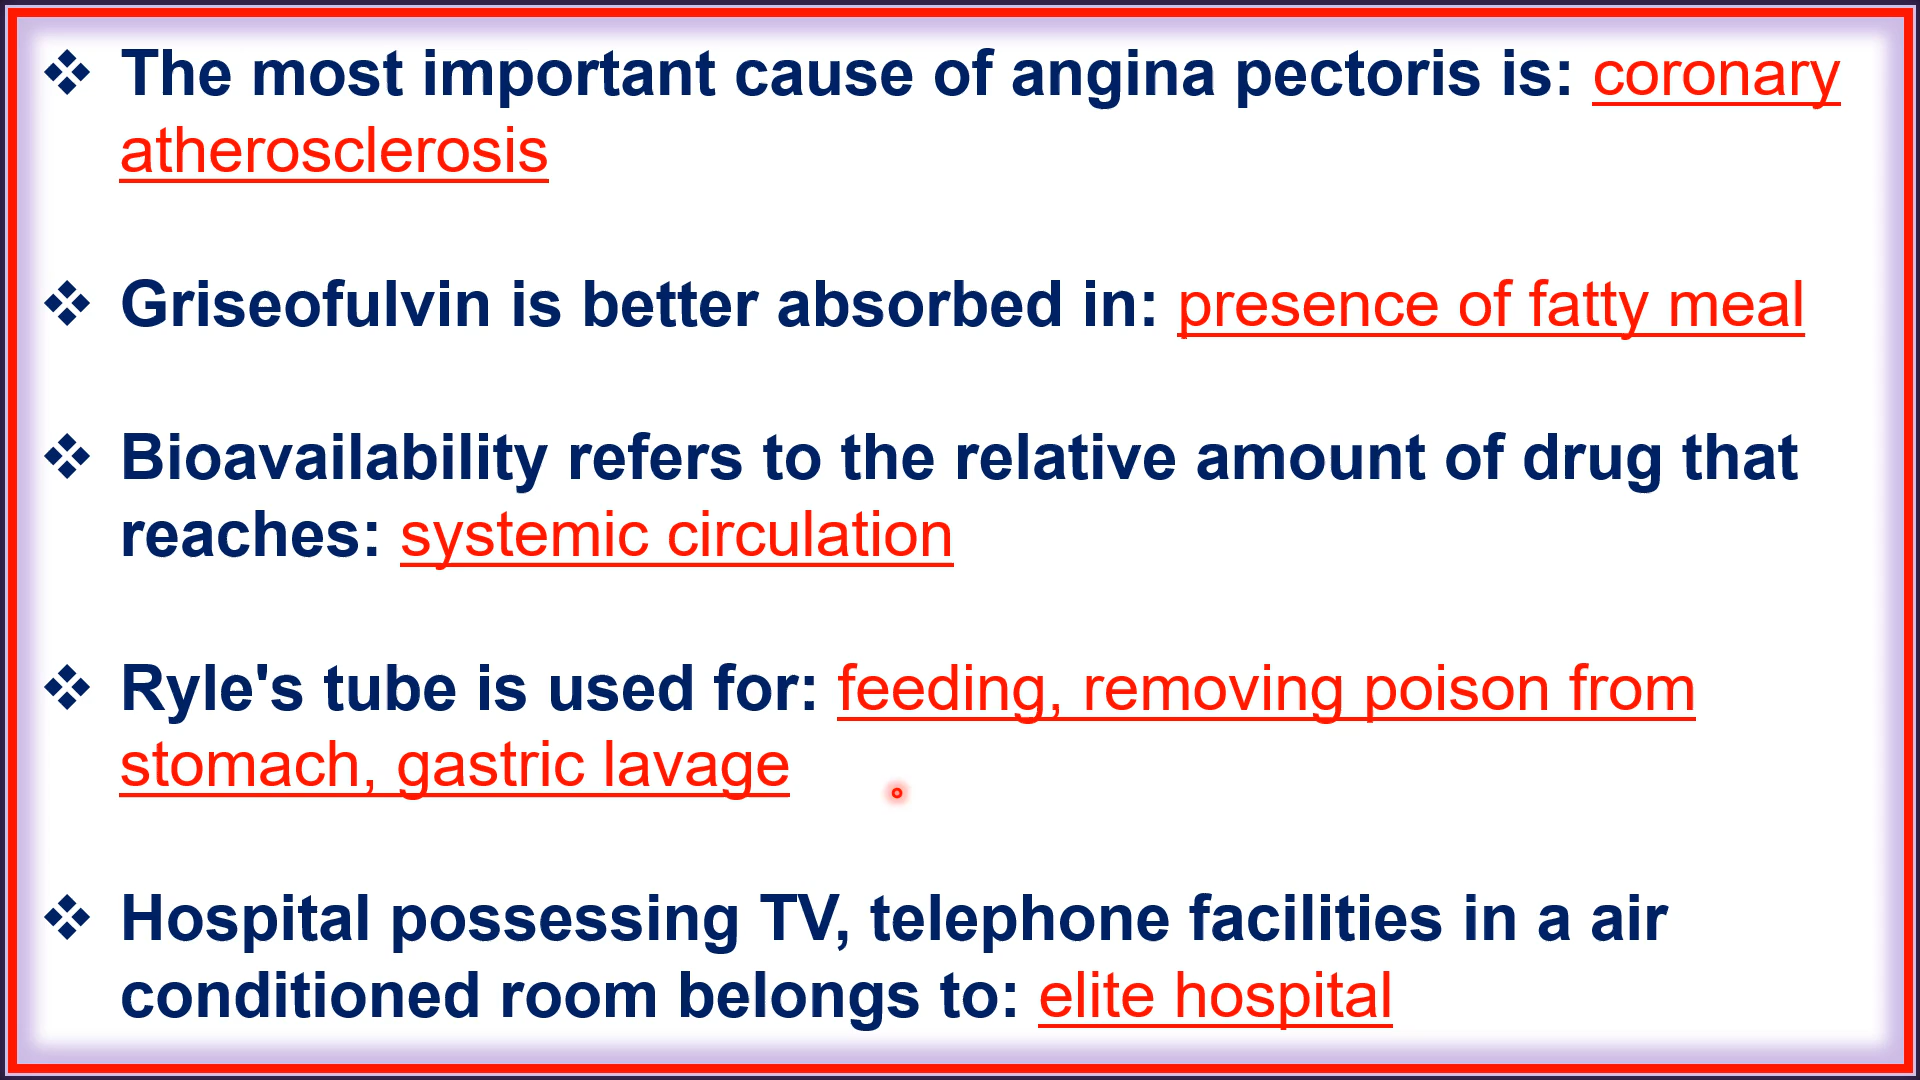 ❖ The most important cause of angina pectoris is: coronary
atherosclerosis
❖ Griseofulvin is better absorbed in: presence of fatty meal
❖ Bioavailability refers to the relative amount of drug that
reaches: systemic circulation
❖ Ryle's tube is used for: feeding, removing poison from
stomach, gastric lavage
❖ Hospital possessing TV, telephone facilities in a air
conditioned room belongs to: elite hospital